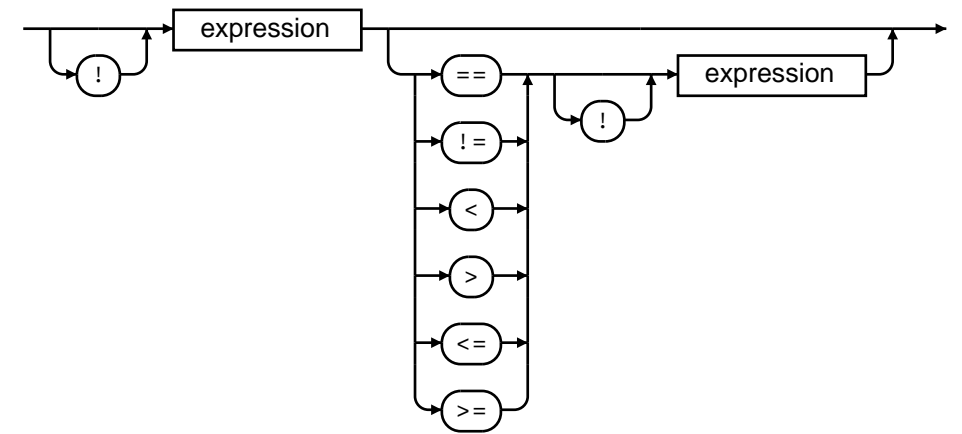 expression
! == expression
!= !
<
>
<=
>=